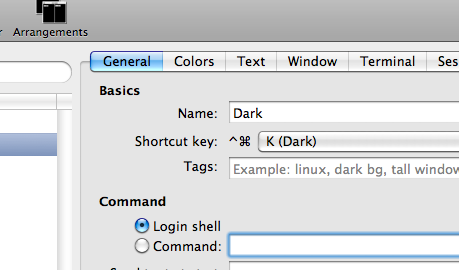 Arrangements
General Colors Text Window Terminal Ses
Basics
Name: Dark
Shortcut key: ^⌘ K (Dark)
Tags: Example: linux, dark bg, tall window
Command
Login shell
Command: